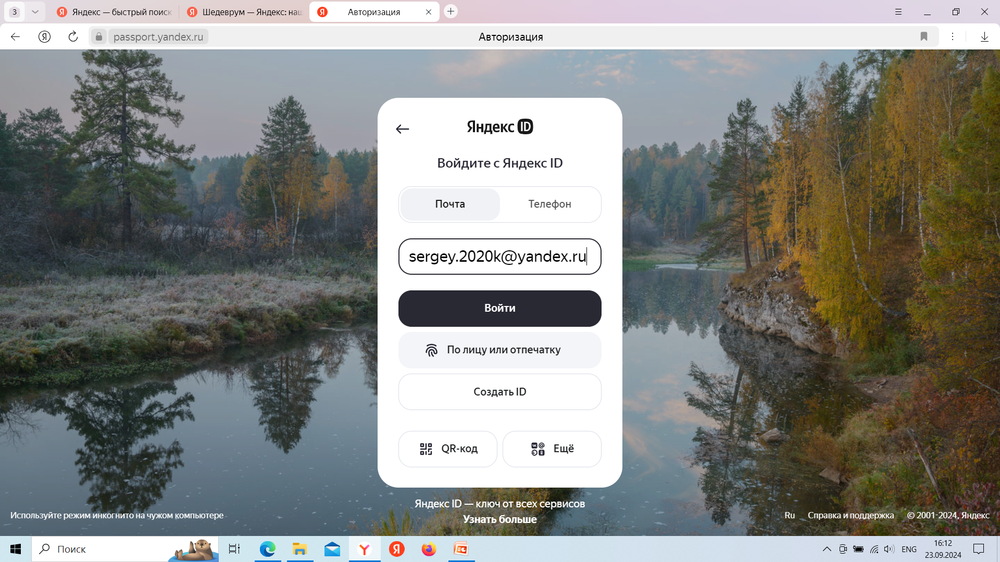 3
Яндекс — быстрый поиск
Шедеврум — Яндекс: наш
Авторизация
passport.yandex.ru
Авторизация
Яндекс ID
Войдите с Яндекс ID
Почта
Телефон
sergey.2020k@yandex.ru
Войти
По лицу или отпечатку
Создать ID
QR-код
Ещё
Яндекс ID — ключ от всех сервисов
Узнать больше
Используйте режим инкогнито на чужом компьютере
Ru
Справка и поддержка
© 2001-2024, Яндекс
Поиск
ENG
16:12
23.09.2024